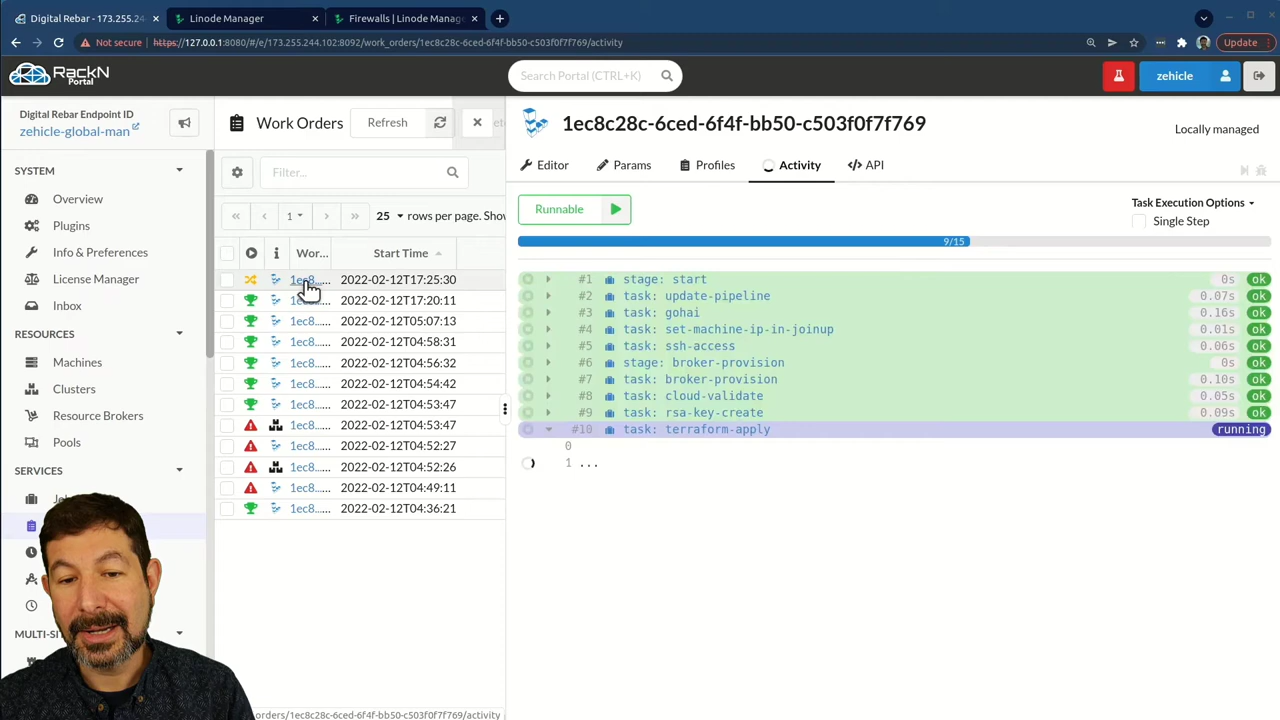 Digital Rebar - 173.255.24
Linode Manager
Firewalls | Linode Manage
Not secure
https://127.0.0.1:8080/#/e/173.255.244.102:8092/work_orders/1ec8c28c-6ced-6f4f-bb50-c503f0f7f769/activity
Update
RackN
Portal
Search Portal (CTRL+K)
zehicle
Digital Rebar Endpoint ID
zehicle-global-man
SYSTEM
Overview
Plugins
Info & Preferences
License Manager
Inbox
RESOURCES
Machines
Clusters
Resource Brokers
Pools
SERVICES
MULTI-SI
Work Orders
Refresh
Filter...
1
25 rows per page. Show
Wor...
Start Time
1ec8... 2022-02-12T17:25:30
1ec8... 2022-02-12T17:20:11
1ec8.... 2022-02-12T05:07:13
1ec8.... 2022-02-12T04:58:31
1ec8.... 2022-02-12T04:56:32
1ec8.... 2022-02-12T04:54:42
1ec8.... 2022-02-12T04:53:47
1ec8.... 2022-02-12T04:53:47
1ec8.... 2022-02-12T04:52:27
1ec8.... 2022-02-12T04:52:26
1ec8.... 2022-02-12T04:49:11
1ec8.... 2022-02-12T04:36:21
1ec8c28c-6ced-6f4f-bb50-c503f0f7f769
Locally managed
Editor
Params
Profiles
Activity
</> API
Runnable
Task Execution Options
Single Step
9/15
#1 stage: start 0s ok
#2 task: update-pipeline 0.07s ok
#3 task: gohai 0.16s ok
#4 task: set-machine-ip-in-joinup 0.01s ok
#5 task: ssh-access 0.06s ok
#6 stage: broker-provision 0s ok
#7 task: broker-provision 0.10s ok
#8 task: cloud-validate 0.05s ok
#9 task: rsa-key-create 0.09s ok
#10 task: terraform-apply running
0
1 ...
orders/1ec8c28c-6ced-6f4f-bb50-c503f0f7f769/activity